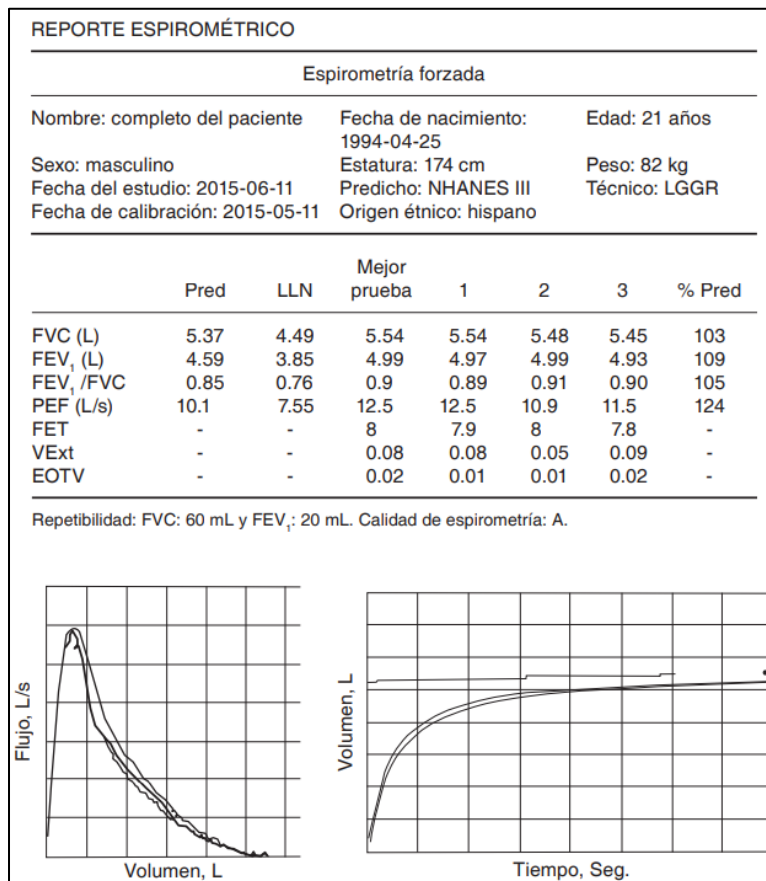 REPORTE ESPIROMÉTRICO
Espirometría forzada
Nombre: completo del paciente Fecha de nacimiento: Edad: 21 años
1994-04-25
Sexo: masculino Estatura: 174 cm Peso: 82 kg
Fecha del estudio: 2015-06-11 Predicho: NHANES III Técnico: LGGR
Fecha de calibración: 2015-05-11 Origen étnico: hispano
Mejor
Pred LLN prueba 1 2 3 % Pred
FVC (L) 5.37 4.49 5.54 5.54 5.48 5.45 103
FEV₁ (L) 4.59 3.85 4.99 4.97 4.99 4.93 109
FEV₁/FVC 0.85 0.76 0.9 0.89 0.91 0.90 105
PEF (L/s) 10.1 7.55 12.5 12.5 10.9 11.5 124
FET - - 8 7.9 8 7.8 -
VExt - - 0.08 0.08 0.05 0.09 -
EOTV - - 0.02 0.01 0.01 0.02 -
Repetibilidad: FVC: 60 mL y FEV₁: 20 mL. Calidad de espirometría: A.
Flujo, L/s
Volumen, L
Volumen, L
Tiempo, Seg.